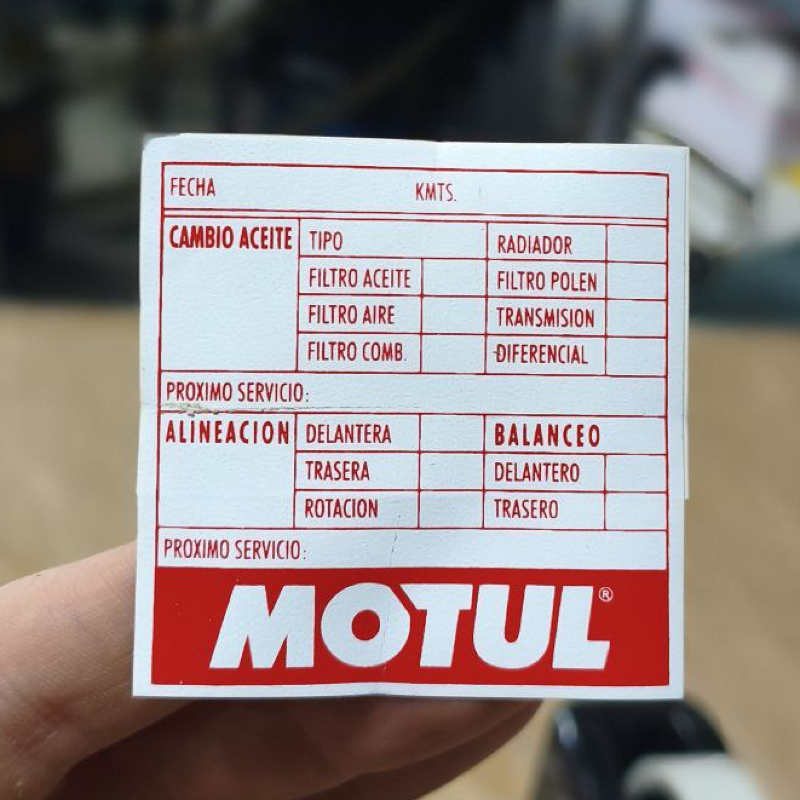 FECHA KMTS.
CAMBIO ACEITE TIPO RADIADOR
FILTRO ACEITE FILTRO POLEN
FILTRO AIRE TRANSMISION
FILTRO COMB. DIFERENCIAL
PROXIMO SERVICIO:
ALINEACION DELANTERA BALANCEO
TRASERA DELANTERO
ROTACION TRASERO
PROXIMO SERVICIO:
MOTUL®